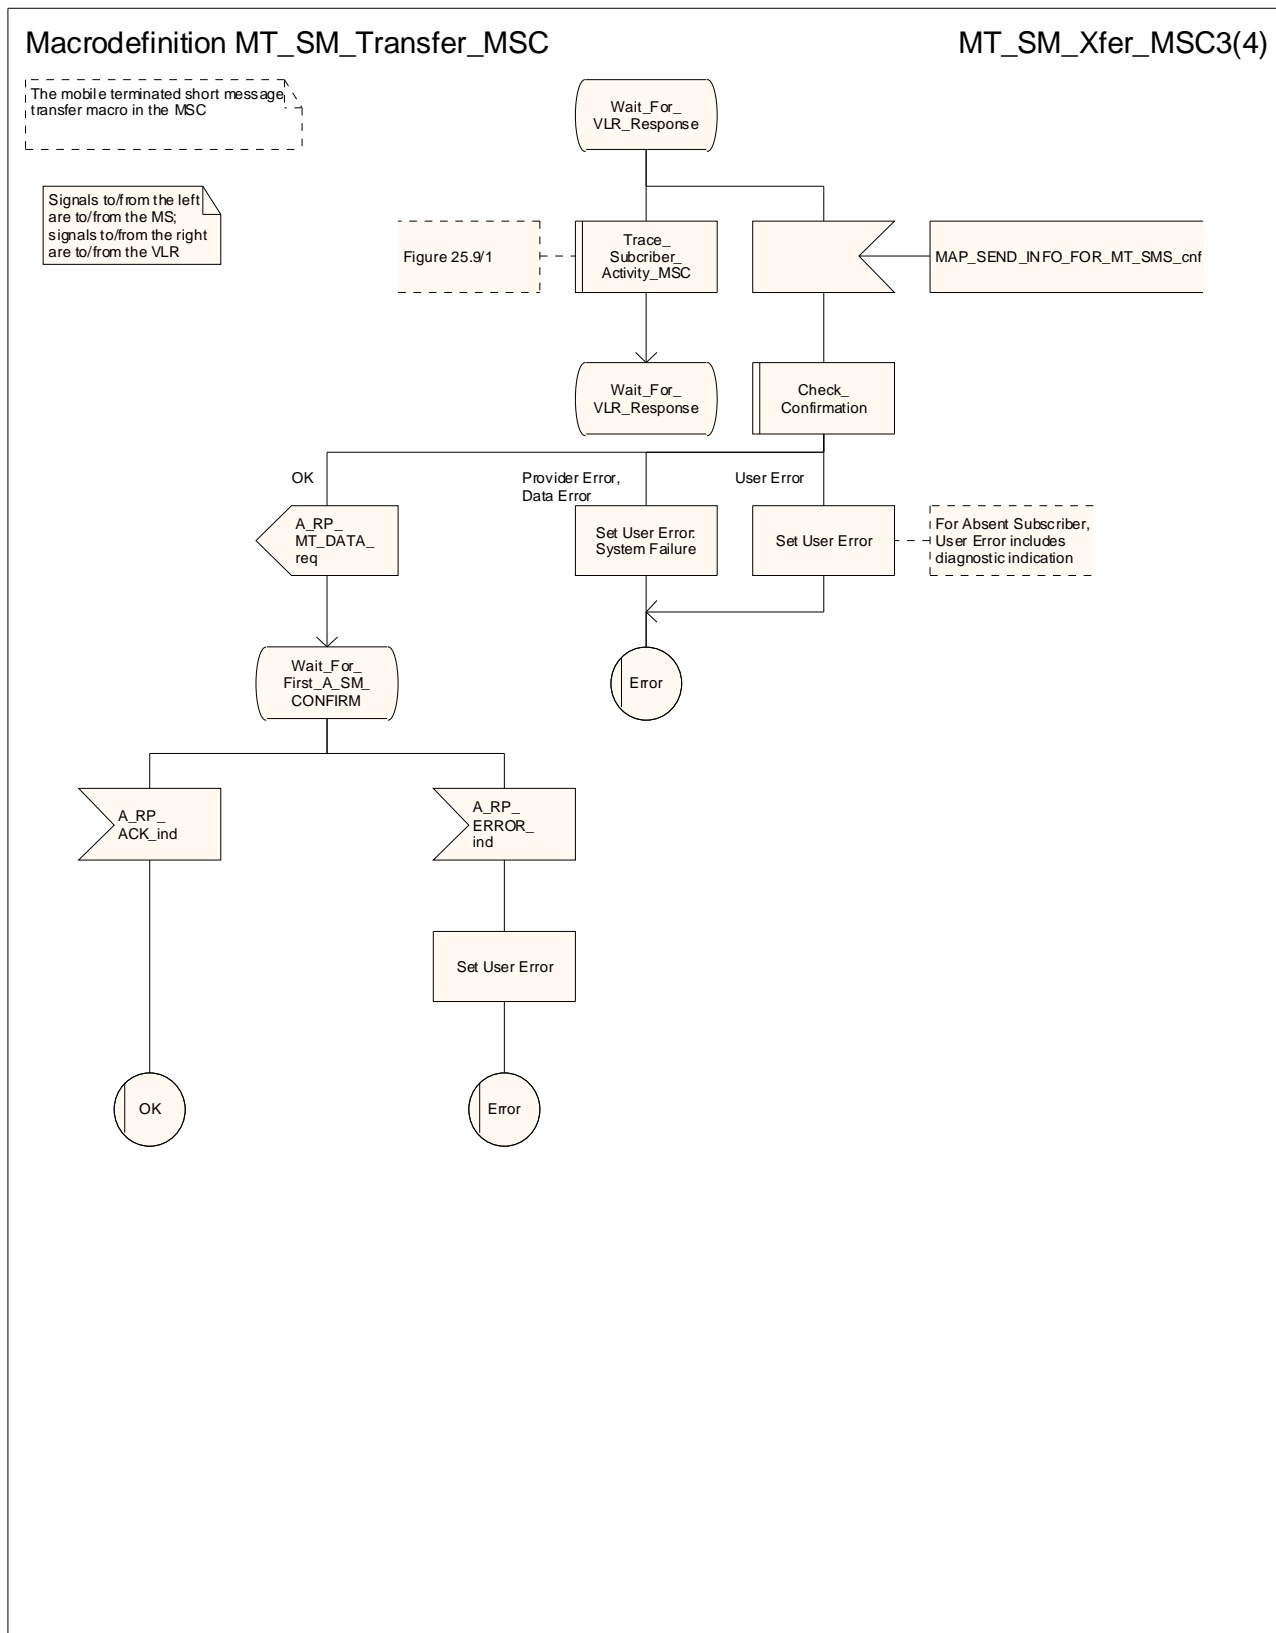 Macrodefinition MT_SM_Transfer_MSC
MT_SM_Xfer_MSC3(4)
The mobile terminated short message
transfer macro in the MSC
Signals to/from the left
are to/from the MS;
signals to/from the right
are to/from the VLR
Wait_For_
VLR_Response
Figure 25.9/1
Trace_
Subcriber_
Activity_MSC
MAP_SEND_INFO_FOR_MT_SMS_cnf
Wait_For_
VLR_Response
Check_
Confirmation
OK
Provider Error,
Data Error
User Error
A_RP_
MT_DATA_
req
Set User Error:
System Failure
Set User Error
For Absent Subscriber,
User Error includes
diagnostic indication
Wait_For_
First_A_SM_
CONFIRM
Error
A_RP_
ACK_ind
A_RP_
ERROR_
ind
Set User Error
OK
Error